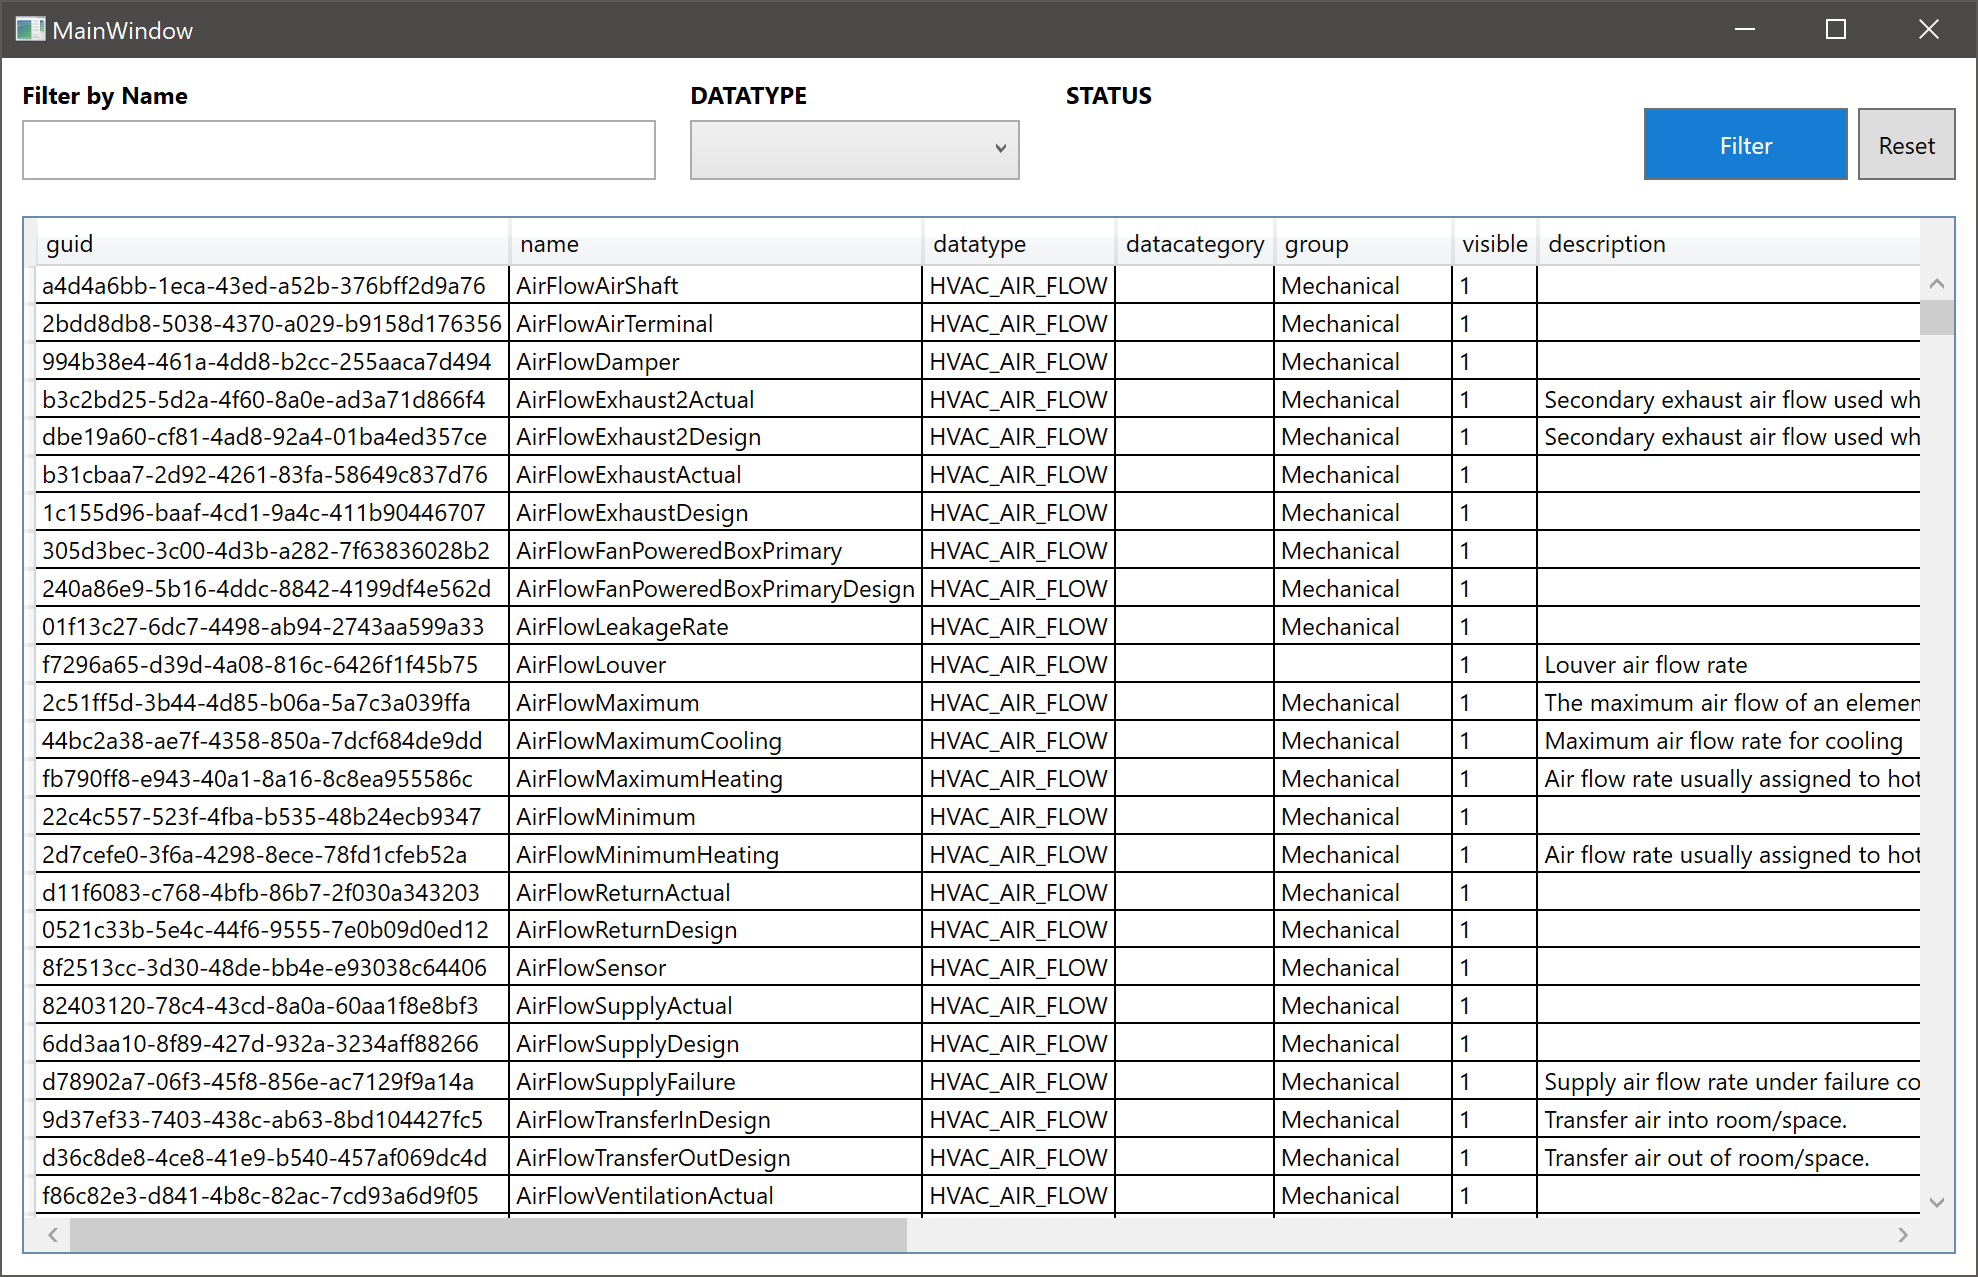 MainWindow
Filter by Name DATATYPE STATUS
Filter Reset
guid name datatype datacategory group visible description
a4d4a6bb-1eca-43ed-a52b-376bff2d9a76 AirFlowAirShaft HVAC_AIR_FLOW Mechanical 1
2bdd8db8-5038-4370-a029-b9158d176356 AirFlowAirTerminal HVAC_AIR_FLOW Mechanical 1
994b38e4-461a-4dd8-b2cc-255aaca7d494 AirFlowDamper HVAC_AIR_FLOW Mechanical 1
b3c2bd25-5d2a-4f60-8a0e-ad3a71d866f4 AirFlowExhaust2Actual HVAC_AIR_FLOW Mechanical 1 Secondary exhaust air flow used wh
dbe19a60-cf81-4ad8-92a4-01ba4ed357ce AirFlowExhaust2Design HVAC_AIR_FLOW Mechanical 1 Secondary exhaust air flow used wh
b31cbaa7-2d92-4261-83fa-58649c837d76 AirFlowExhaustActual HVAC_AIR_FLOW Mechanical 1
1c155d96-baaf-4cd1-9a4c-411b90446707 AirFlowExhaustDesign HVAC_AIR_FLOW Mechanical 1
305d3bec-3c00-4d3b-a282-7f63836028b2 AirFlowFanPoweredBoxPrimary HVAC_AIR_FLOW Mechanical 1
240a86e9-5b16-4ddc-8842-4199df4e562d AirFlowFanPoweredBoxPrimaryDesign HVAC_AIR_FLOW Mechanical 1
01f13c27-6dc7-4498-ab94-2743aa599a33 AirFlowLeakageRate HVAC_AIR_FLOW Mechanical 1
f7296a65-d39d-4a08-816c-6426f1f45b75 AirFlowLouver HVAC_AIR_FLOW 1 Louver air flow rate
2c51ff5d-3b44-4d85-b06a-5a7c3a039ffa AirFlowMaximum HVAC_AIR_FLOW Mechanical 1 The maximum air flow of an elemen
44bc2a38-ae7f-4358-850a-7dcf684de9dd AirFlowMaximumCooling HVAC_AIR_FLOW Mechanical 1 Maximum air flow rate for cooling
fb790ff8-e943-40a1-8a16-8c8ea955586c AirFlowMaximumHeating HVAC_AIR_FLOW Mechanical 1 Air flow rate usually assigned to hot
22c4c557-523f-4fba-b535-48b24ecb9347 AirFlowMinimum HVAC_AIR_FLOW Mechanical 1
2d7cefe0-3f6a-4298-8ece-78fd1cfeb52a AirFlowMinimumHeating HVAC_AIR_FLOW Mechanical 1 Air flow rate usually assigned to hot
d11f6083-c768-4bfb-86b7-2f030a343203 AirFlowReturnActual HVAC_AIR_FLOW Mechanical 1
0521c33b-5e4c-44f6-9555-7e0b09d0ed12 AirFlowReturnDesign HVAC_AIR_FLOW Mechanical 1
8f2513cc-3d30-48de-bb4e-e93038c64406 AirFlowSensor HVAC_AIR_FLOW Mechanical 1
82403120-78c4-43cd-8a0a-60aa1f8e8bf3 AirFlowSupplyActual HVAC_AIR_FLOW Mechanical 1
6dd3aa10-8f89-427d-932a-3234aff88266 AirFlowSupplyDesign HVAC_AIR_FLOW Mechanical 1
d78902a7-06f3-45f8-856e-ac7129f9a14a AirFlowSupplyFailure HVAC_AIR_FLOW Mechanical 1 Supply air flow rate under failure co
9d37ef33-7403-438c-ab63-8bd104427fc5 AirFlowTransferInDesign HVAC_AIR_FLOW Mechanical 1 Transfer air into room/space.
d36c8de8-4ce8-41e9-b540-457af069dc4d AirFlowTransferOutDesign HVAC_AIR_FLOW Mechanical 1 Transfer air out of room/space.
f86c82e3-d841-4b8c-82ac-7cd93a6d9f05 AirFlowVentilationActual HVAC_AIR_FLOW Mechanical 1